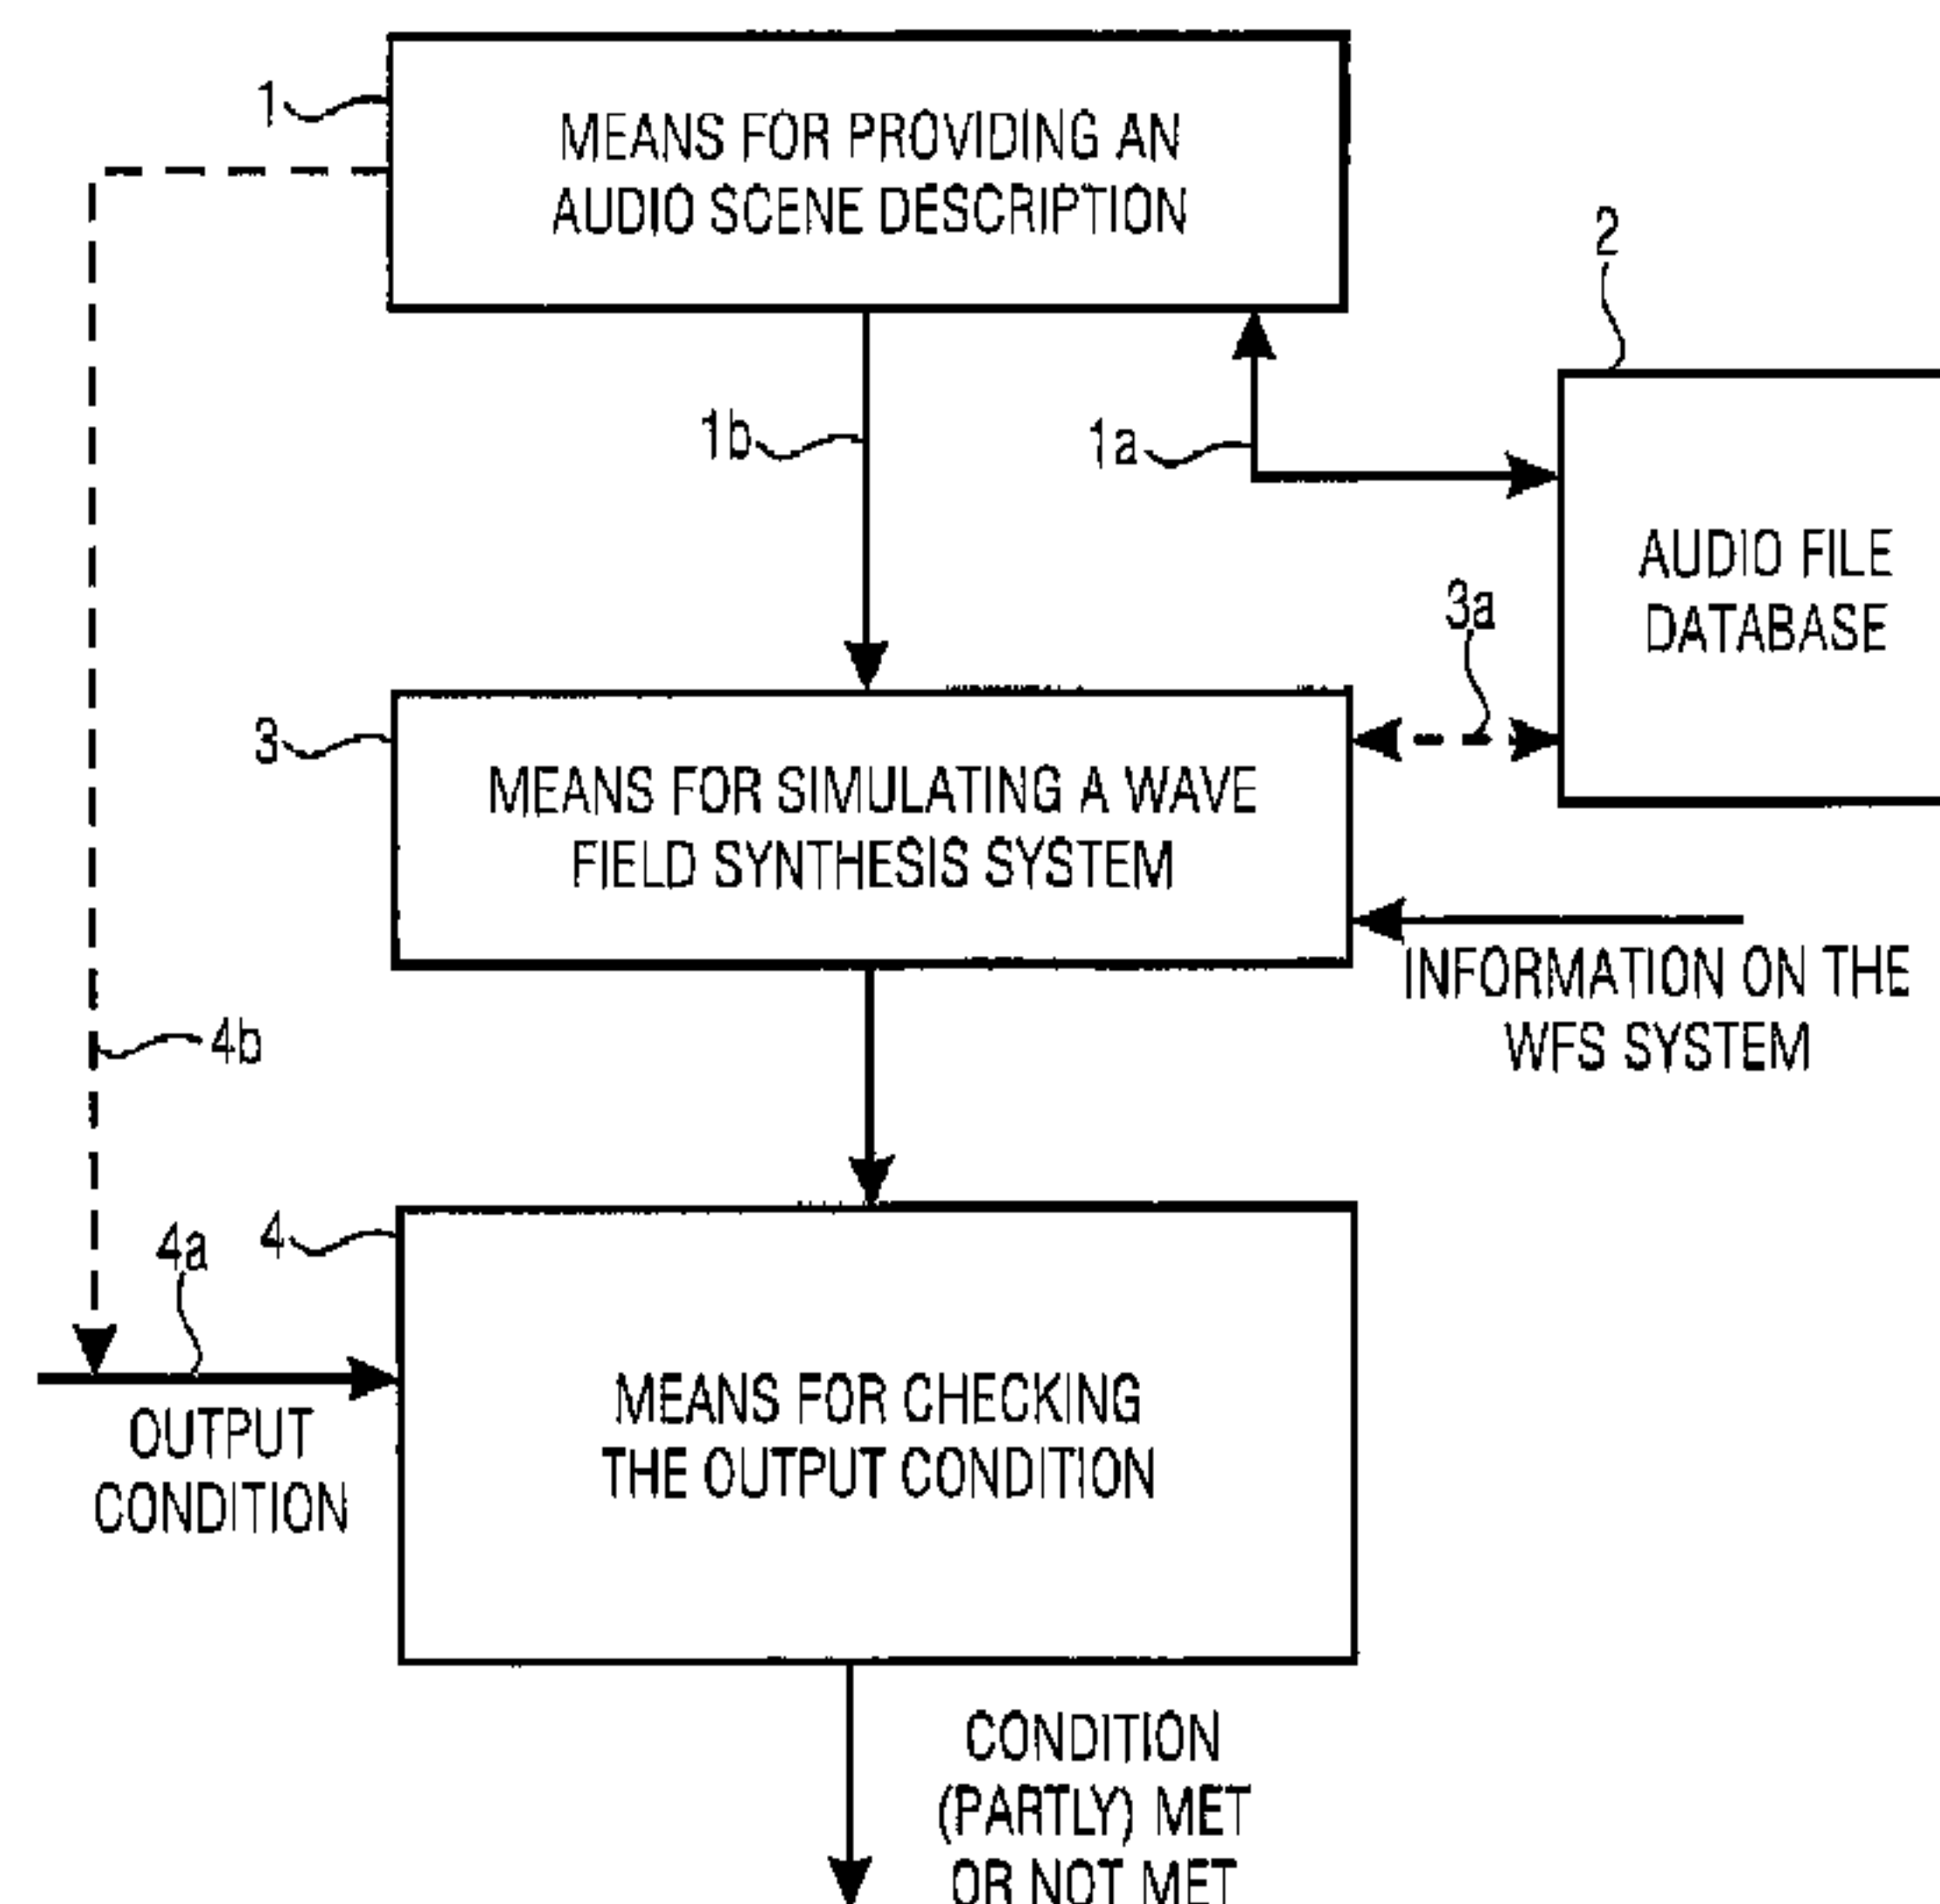 1
MEANS FOR PROVIDING AN
AUDIO SCENE DESCRIPTION
2
1b
1a
AUDIO FILE
DATABASE
3a
3
MEANS FOR SIMULATING A WAVE
FIELD SYNTHESIS SYSTEM
INFORMATION ON THE
WFS SYSTEM
4b
4a
4
OUTPUT
CONDITION
MEANS FOR CHECKING
THE OUTPUT CONDITION
CONDITION
(PARTLY) MET
OR NOT MET